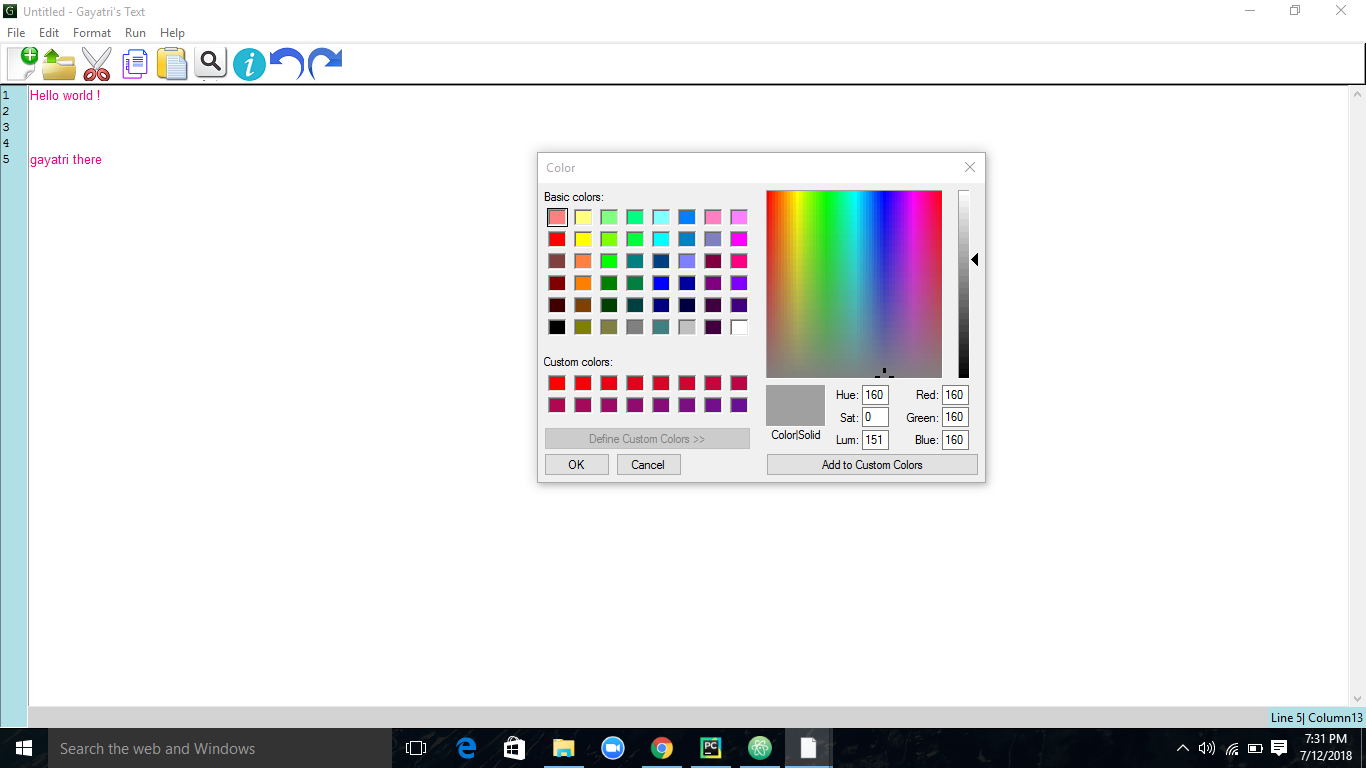 G Untitled - Gayatri's Text
File Edit Format Run Help
i
1 Hello world !
2
3
4
5 gayatri there
Color
Basic colors:
Custom colors:
Hue: 160 Red: 160
Sat: 0 Green: 160
Color|Solid Lum: 151 Blue: 160
Define Custom Colors >>
OK Cancel Add to Custom Colors
Line 5| Column13
Search the web and Windows
e
PC
7:31 PM
7/12/2018